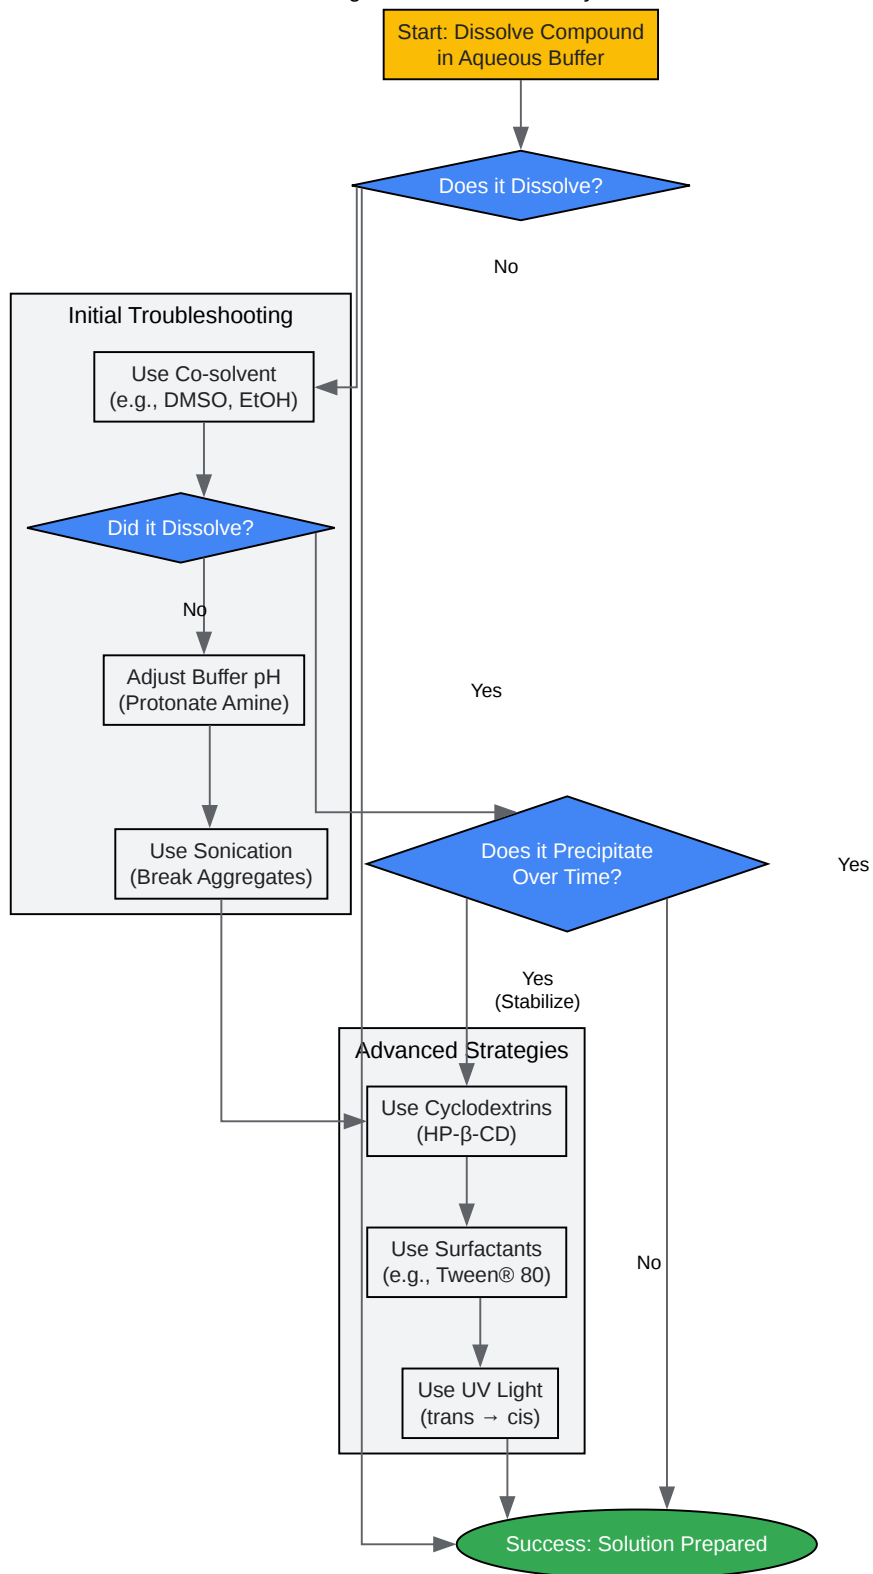 Start: Dissolve Compound
in Aqueous Buffer
Does it Dissolve?
No
Initial Troubleshooting
Use Co-solvent
(e.g., DMSO, EtOH)
Did it Dissolve?
No
Adjust Buffer pH
(Protonate Amine)
Yes
Use Sonication
(Break Aggregates)
Does it Precipitate
Over Time?
Yes
Yes
(Stabilize)
Advanced Strategies
Use Cyclodextrins
(HP-β-CD)
Use Surfactants
(e.g., Tween® 80)
No
Use UV Light
(trans → cis)
Success: Solution Prepared